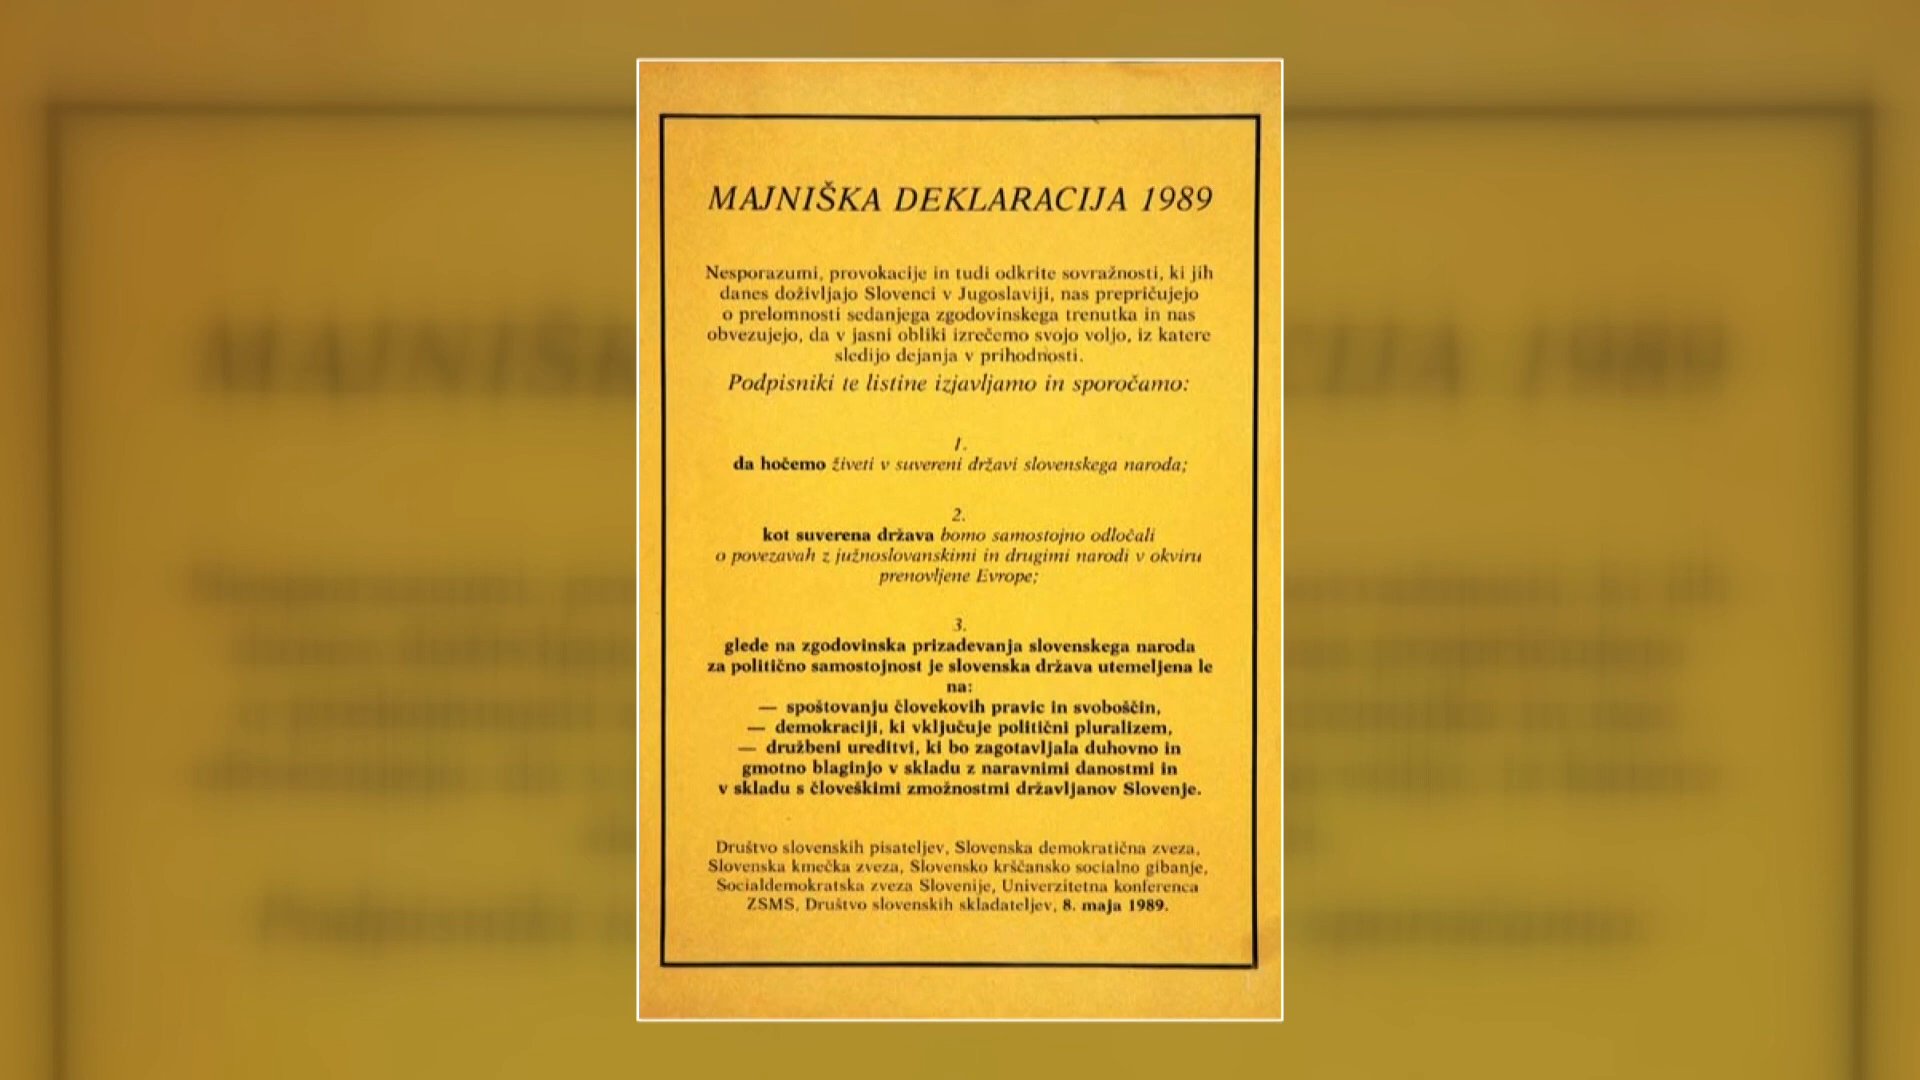 MAJNIŠKA DEKLARACIJA 1989
Nesporazumi, provokacije in tudi odkrite sovražnosti, ki jih
danes doživljajo Slovenci v Jugoslaviji, nas prepričujejo
o prelomnosti sedanjega zgodovinskega trenutka in nas
obvezujejo, da v jasni obliki izrečemo svojo voljo, iz katere
sledijo dejanja v prihodnosti.
Podpisniki te listine izjavljamo in sporočamo:
1.
da hočemo živeti v suvereni državi slovenskega naroda;
2.
kot suverena država bomo samostojno odločali
o povezavah z južnoslovanskimi in drugimi narodi v okviru
prenovljene Evrope;
3.
glede na zgodovinska prizadevanja slovenskega naroda
za politično samostojnost je slovenska država utemeljena le
na:
— spoštovanju človekovih pravic in svoboščin,
— demokraciji, ki vključuje politični pluralizem,
— družbeni ureditvi, ki bo zagotavljala duhovno in
gmotno blaginjo v skladu z naravnimi danostmi in
v skladu s človeškimi zmožnostmi državljanov Slovenje.
Društvo slovenskih pisateljev, Slovenska demokratična zveza,
Slovenska kmečka zveza, Slovensko krščansko socialno gibanje,
Socialdemokratska zveza Slovenije, Univerzitetna konferenca
ZSMS, Društvo slovenskih skladateljev, 8. maja 1989.